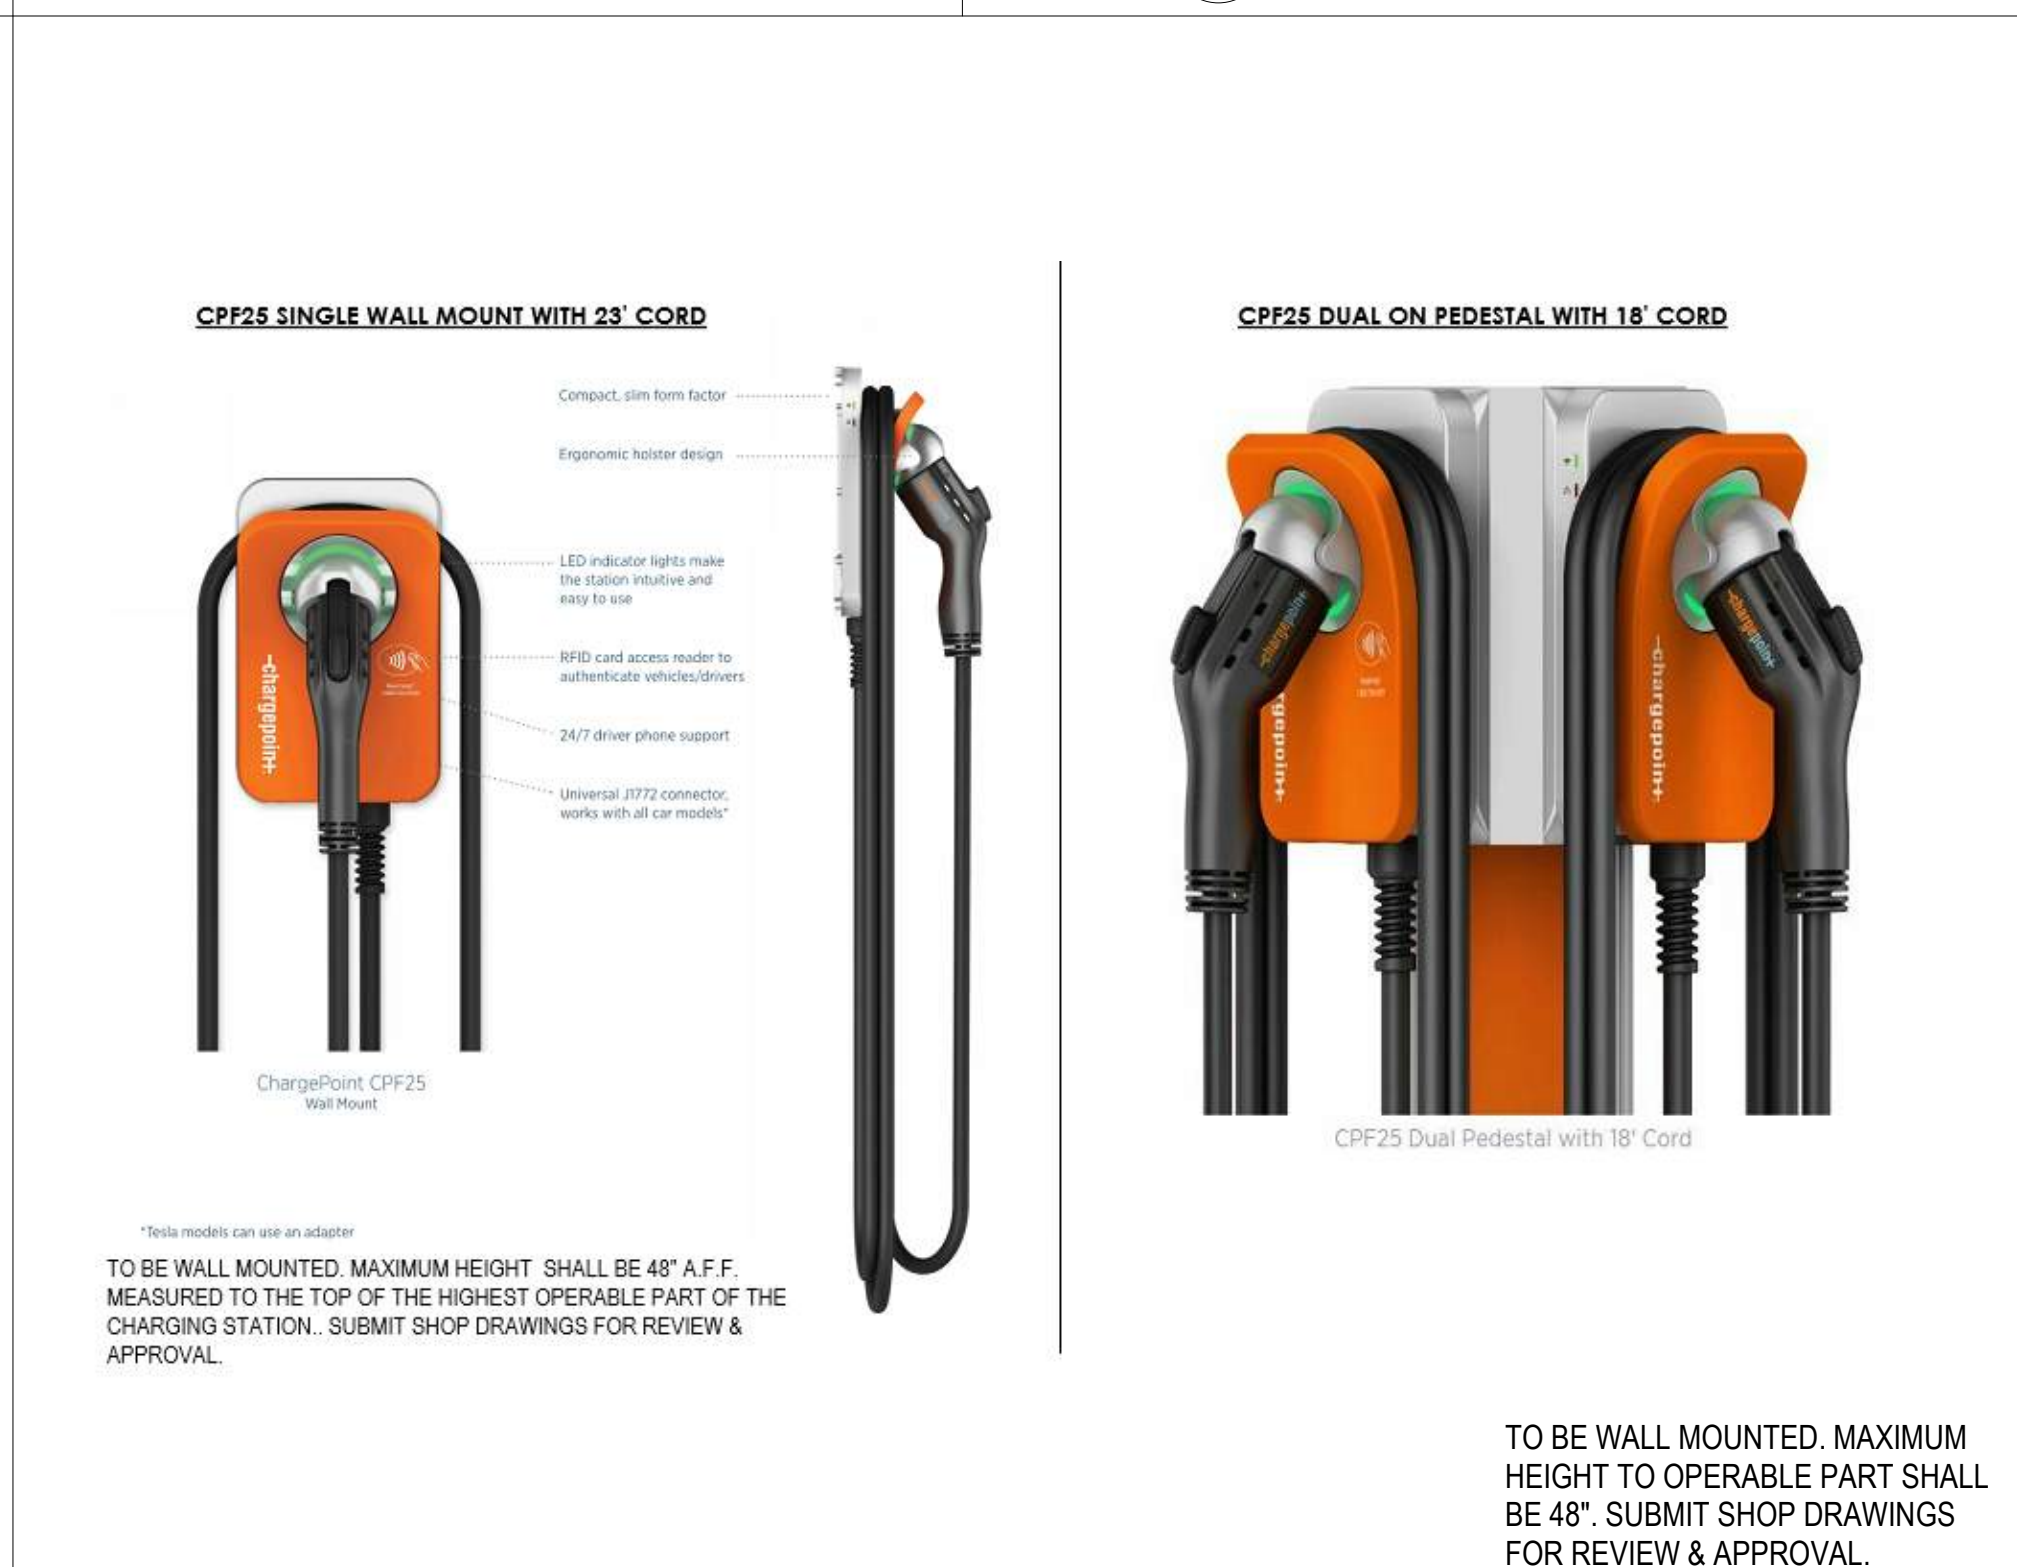 CPF25 SINGLE WALL MOUNT WITH 23' CORD
Compact, slim form factor
Ergonomic holster design
LED indicator lights make
the station intuitive and
easy to use
RFID card access reader to
authenticate vehicles/drivers
24/7 driver phone support
Universal J1772 connector,
works with all car models*
-chargepoin+
ChargePoint CPF25
Wall Mount
*Tesla models can use an adapter
TO BE WALL MOUNTED. MAXIMUM HEIGHT SHALL BE 48" A.F.F.
MEASURED TO THE TOP OF THE HIGHEST OPERABLE PART OF THE
CHARGING STATION.. SUBMIT SHOP DRAWINGS FOR REVIEW &
APPROVAL.
CPF25 DUAL ON PEDESTAL WITH 18' CORD
-chargepoin+
-chargepoin+
rgepoin+
-chargepoin+
CPF25 Dual Pedestal with 18' Cord
TO BE WALL MOUNTED. MAXIMUM
HEIGHT TO OPERABLE PART SHALL
BE 48". SUBMIT SHOP DRAWINGS
FOR REVIEW & APPROVAL.